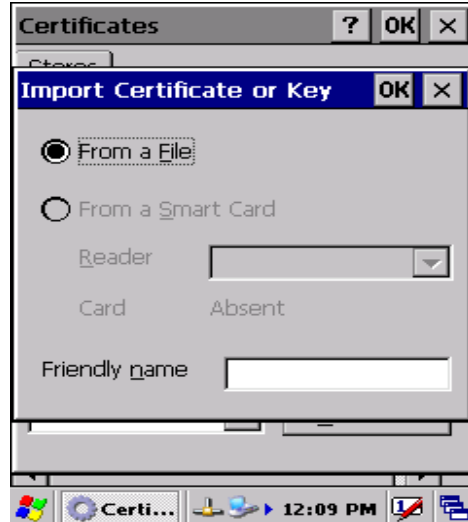 Certificates ? OK ×
Stores
Import Certificate or Key OK ×
From a File
From a Smart Card
Reader
Card Absent
Friendly name
Certi... 12:09 PM